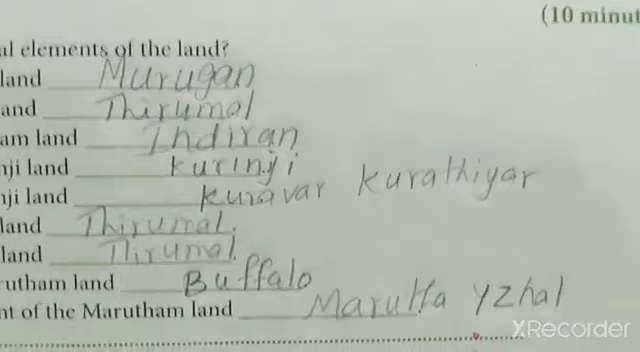 (10 minut
al elements of the land?
land Murugan
and Thirumal
am land Indiran
nji land kurinji
nji land kuravar kurathiyar
land Thirumal.
land Thirumal.
rutham land Buffalo
nt of the Marutham land Marutta yzhal
XRecorder